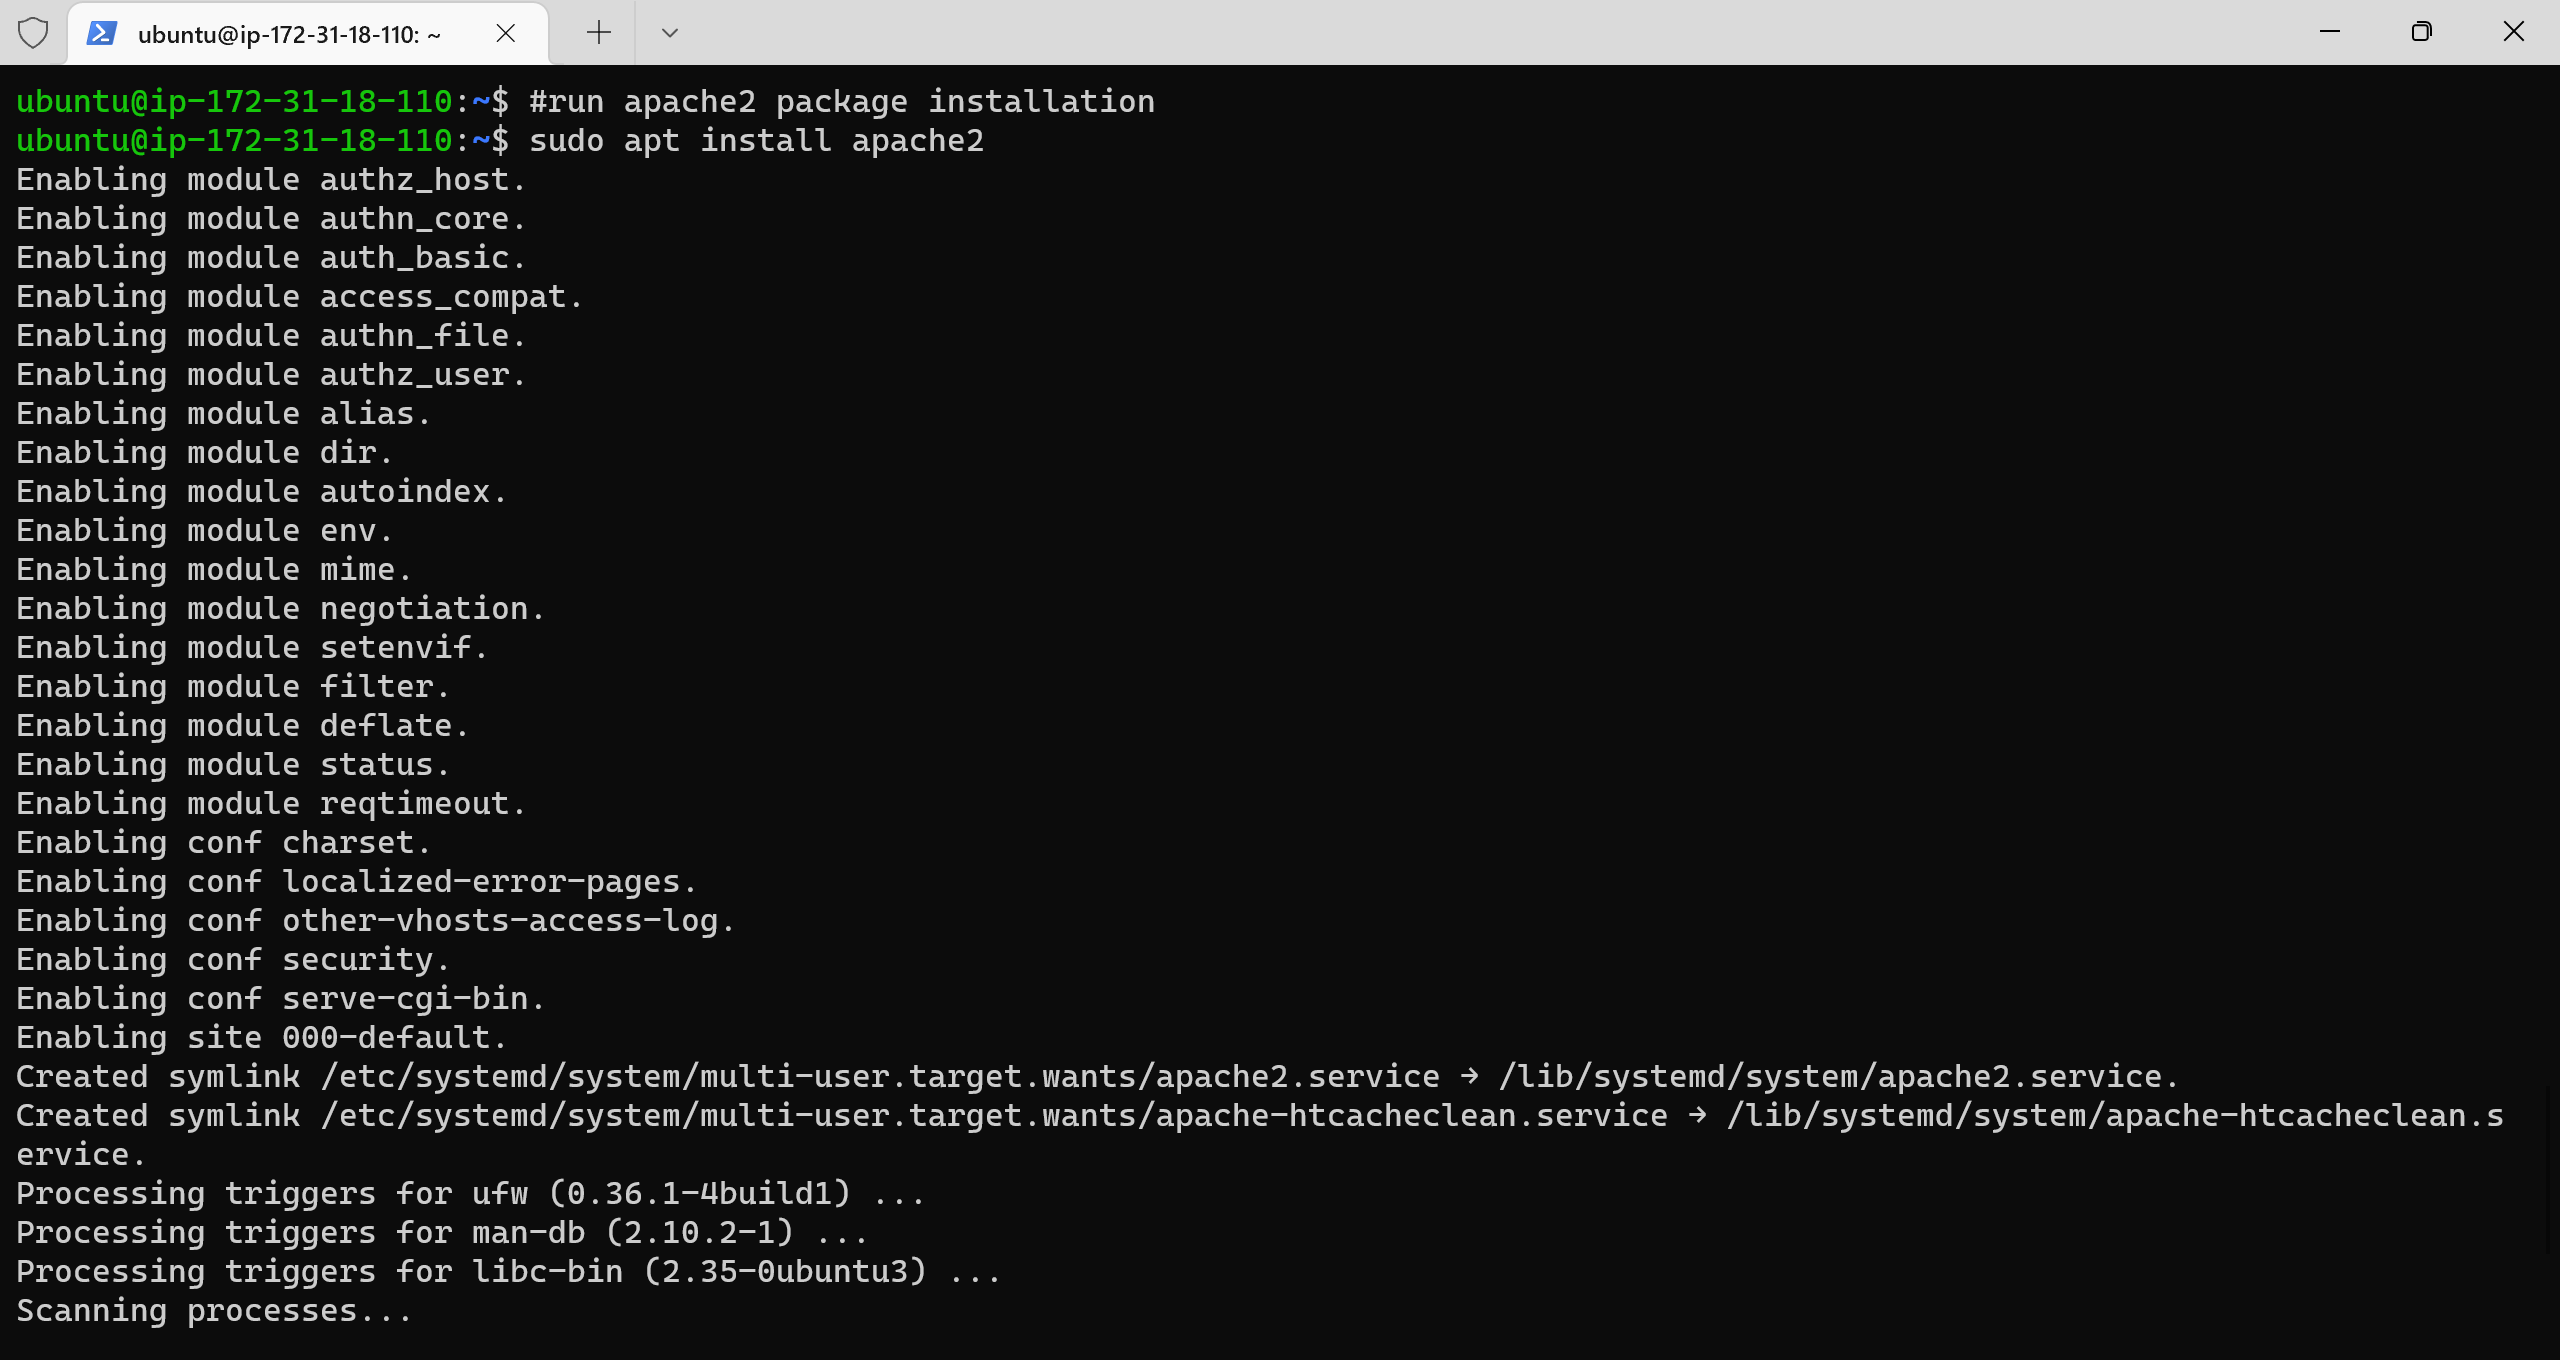 ubuntu@ip-172-31-18-110: ~
ubuntu@ip-172-31-18-110:~$ #run apache2 package installation
ubuntu@ip-172-31-18-110:~$ sudo apt install apache2
Enabling module authz_host.
Enabling module authn_core.
Enabling module auth_basic.
Enabling module access_compat.
Enabling module authn_file.
Enabling module authz_user.
Enabling module alias.
Enabling module dir.
Enabling module autoindex.
Enabling module env.
Enabling module mime.
Enabling module negotiation.
Enabling module setenvif.
Enabling module filter.
Enabling module deflate.
Enabling module status.
Enabling module reqtimeout.
Enabling conf charset.
Enabling conf localized-error-pages.
Enabling conf other-vhosts-access-log.
Enabling conf security.
Enabling conf serve-cgi-bin.
Enabling site 000-default.
Created symlink /etc/systemd/system/multi-user.target.wants/apache2.service → /lib/systemd/system/apache2.service.
Created symlink /etc/systemd/system/multi-user.target.wants/apache-htcacheclean.service → /lib/systemd/system/apache-htcacheclean.s
ervice.
Processing triggers for ufw (0.36.1-4build1) ...
Processing triggers for man-db (2.10.2-1) ...
Processing triggers for libc-bin (2.35-0ubuntu3) ...
Scanning processes...